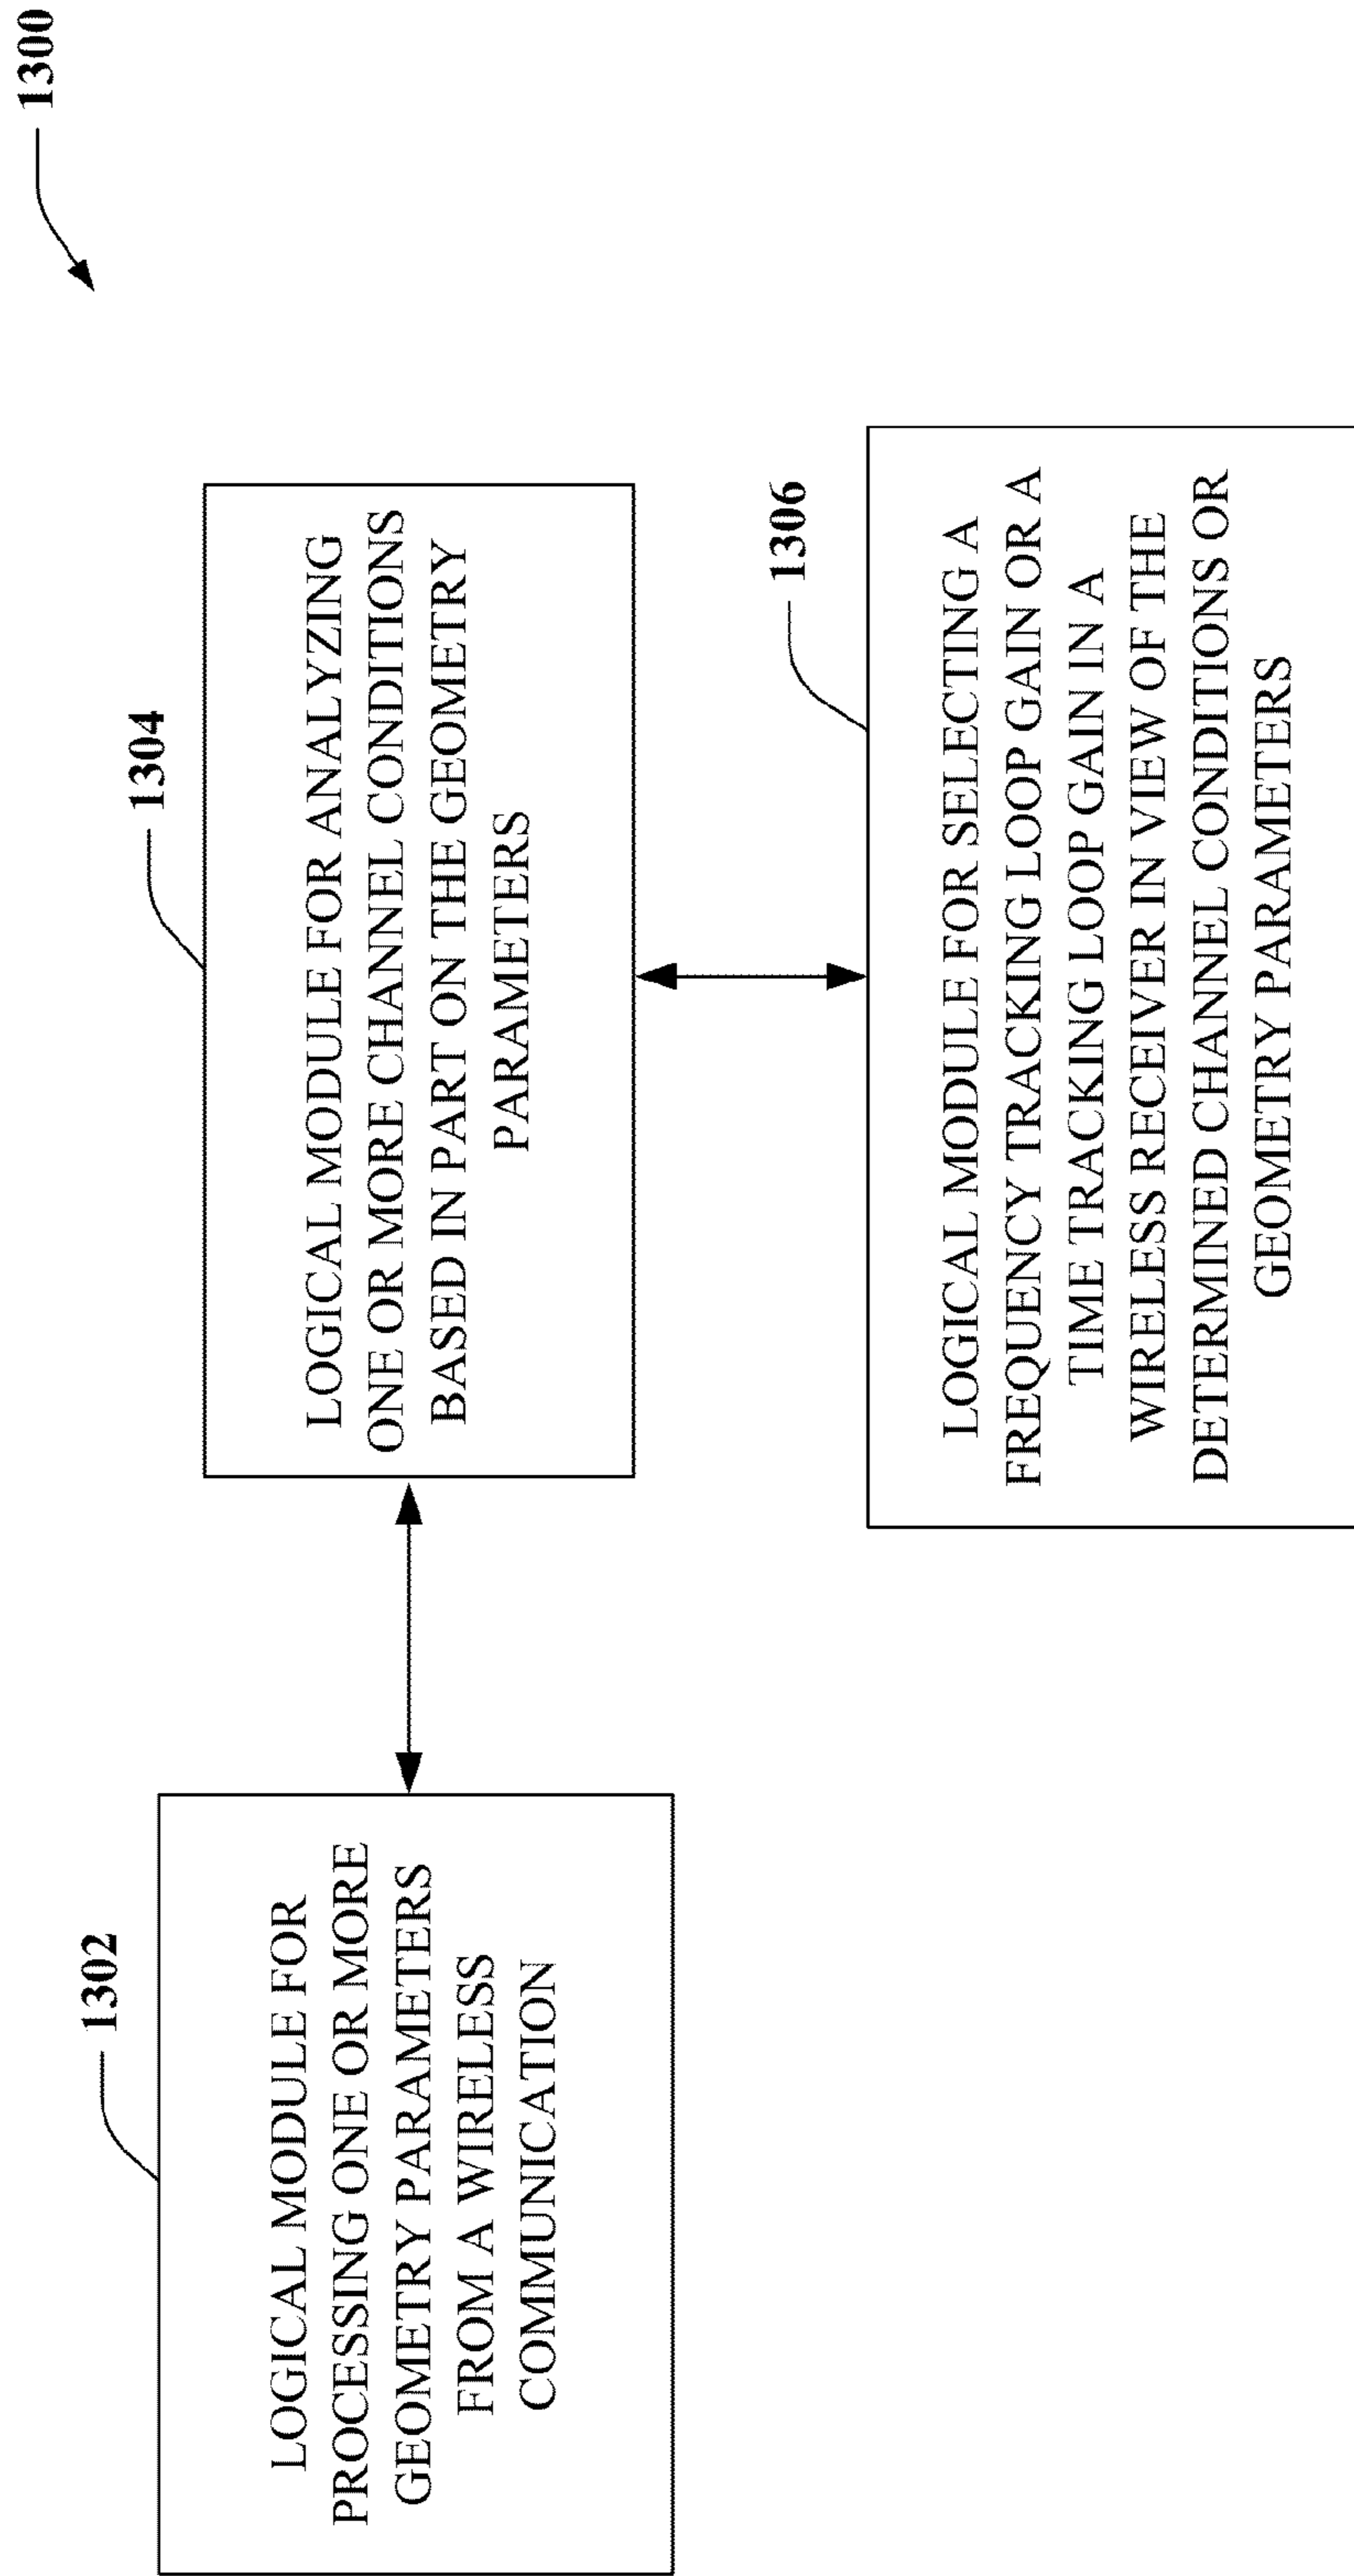 1300
1302
LOGICAL MODULE FOR
PROCESSING ONE OR MORE
GEOMETRY PARAMETERS
FROM A WIRELESS
COMMUNICATION
1304
LOGICAL MODULE FOR ANALYZING
ONE OR MORE CHANNEL CONDITIONS
BASED IN PART ON THE GEOMETRY
PARAMETERS
1306
LOGICAL MODULE FOR SELECTING A
FREQUENCY TRACKING LOOP GAIN OR A
TIME TRACKING LOOP GAIN IN A
WIRELESS RECEIVER IN VIEW OF THE
DETERMINED CHANNEL CONDITIONS OR
GEOMETRY PARAMETERS